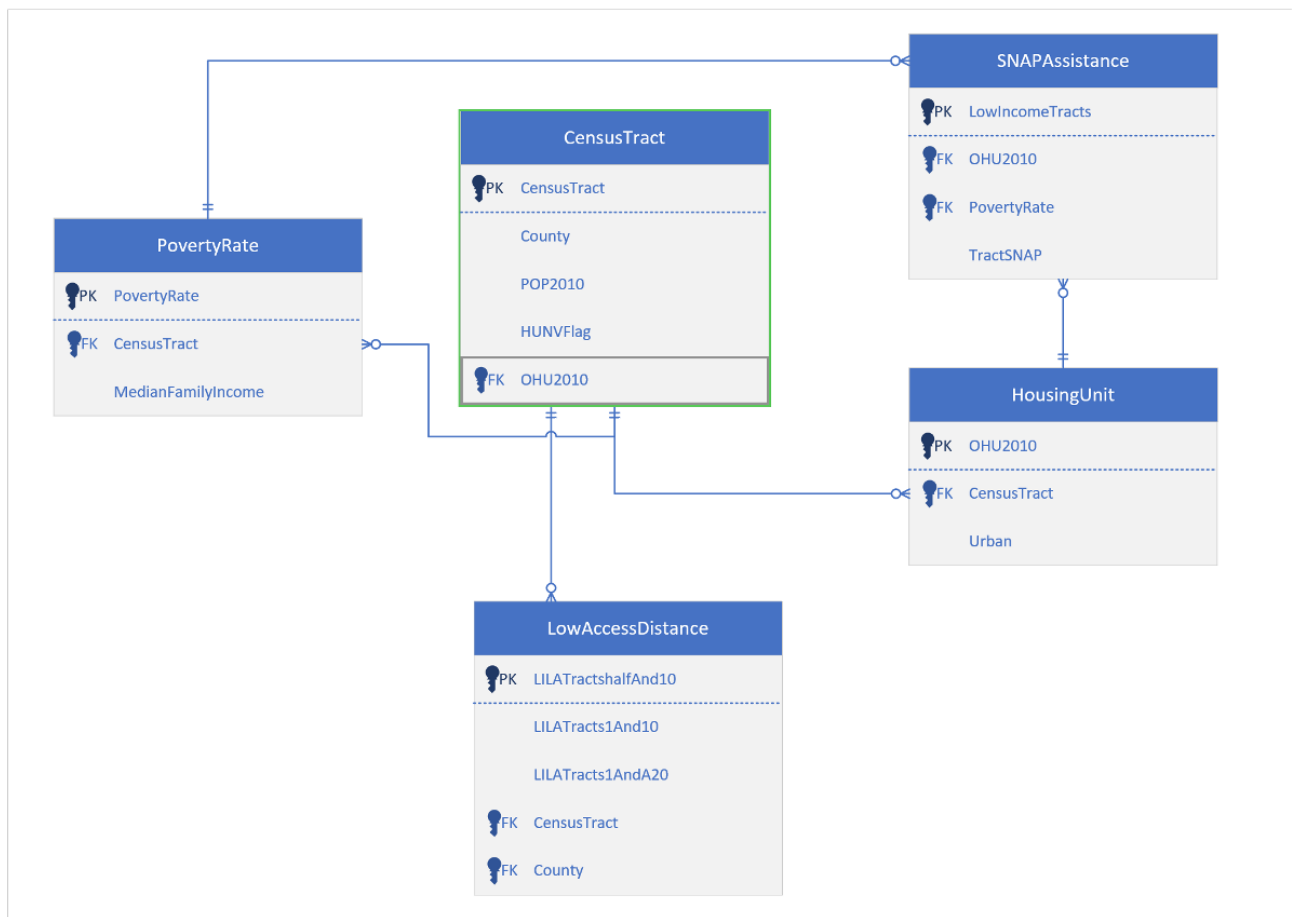 SNAPAssistance
PK LowIncomeTracts
FK OHU2010
FK PovertyRate
TractSNAP
CensusTract
PK CensusTract
County
POP2010
HUNVFlag
FK OHU2010
PovertyRate
PK PovertyRate
FK CensusTract
MedianFamilyIncome
HousingUnit
PK OHU2010
FK CensusTract
Urban
LowAccessDistance
PK LILATractshalfAnd10
LILATracts1And10
LILATracts1AndA20
FK CensusTract
FK County